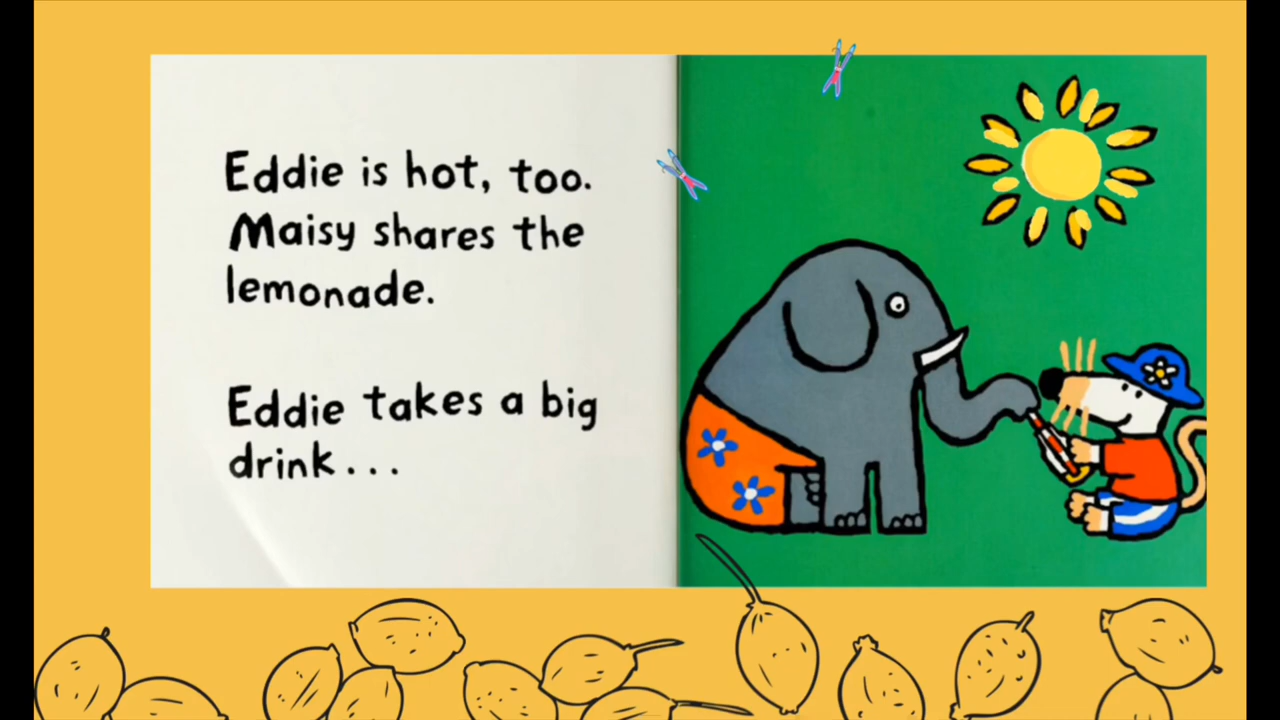 Eddie is hot, too.
Maisy shares the
lemonade.
Eddie takes a big
drink...